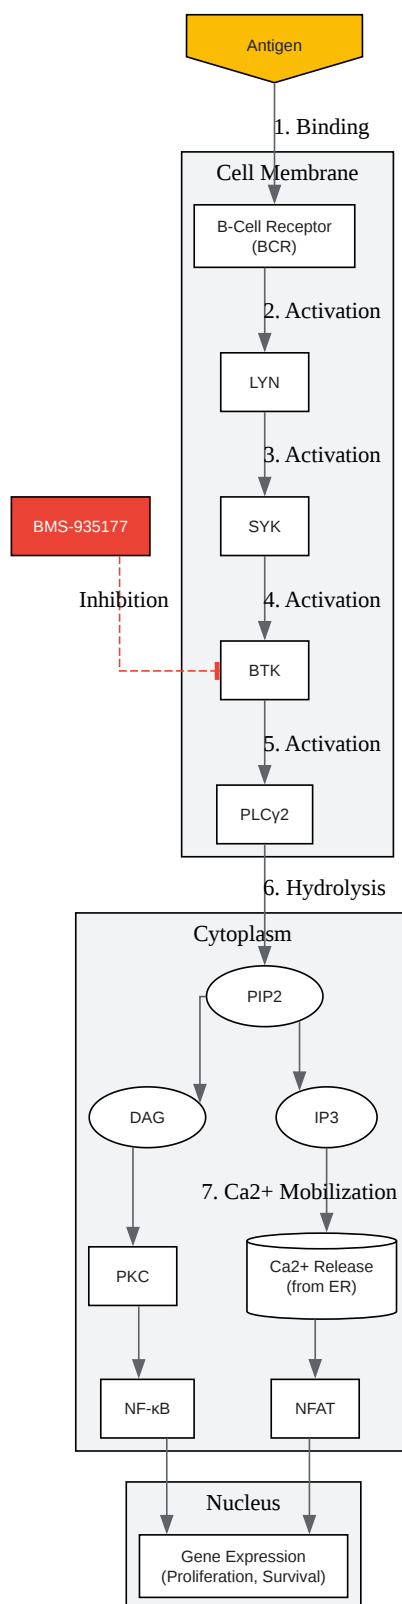 Antigen
1. Binding
Cell Membrane
B-Cell Receptor
(BCR)
2. Activation
LYN
3. Activation
BMS-935177
SYK
Inhibition
4. Activation
BTK
5. Activation
PLCγ2
6. Hydrolysis
Cytoplasm
PIP2
DAG
IP3
7. Ca2+ Mobilization
PKC
Ca2+ Release
(from ER)
NF-κB
NFAT
Nucleus
Gene Expression
(Proliferation, Survival)